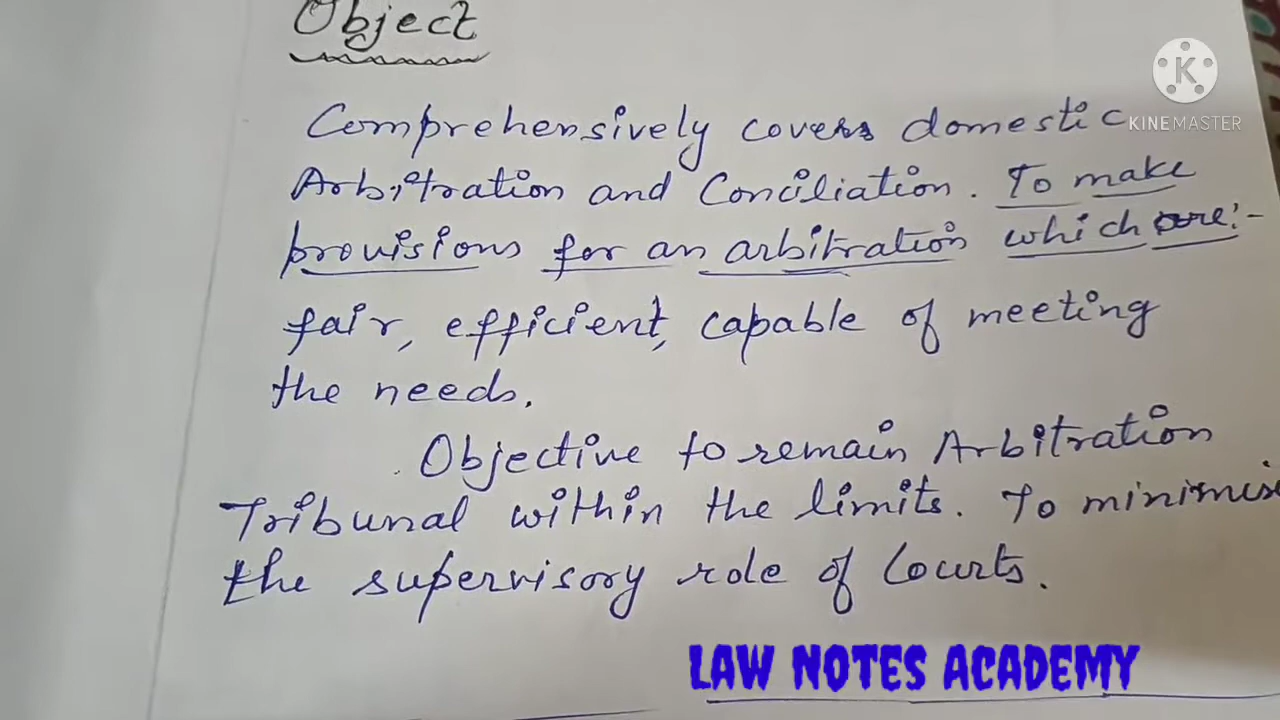 Object
Comprehensively covers domestic
Arbitration and Conciliation. To make
provisions for an arbitration which are:-
fair, efficient, capable of meeting
the needs.
Objective to remain Arbitration
Tribunal within the limits. To minimise
the supervisory role of Courts.
K
KINEMASTER
LAW NOTES ACADEMY